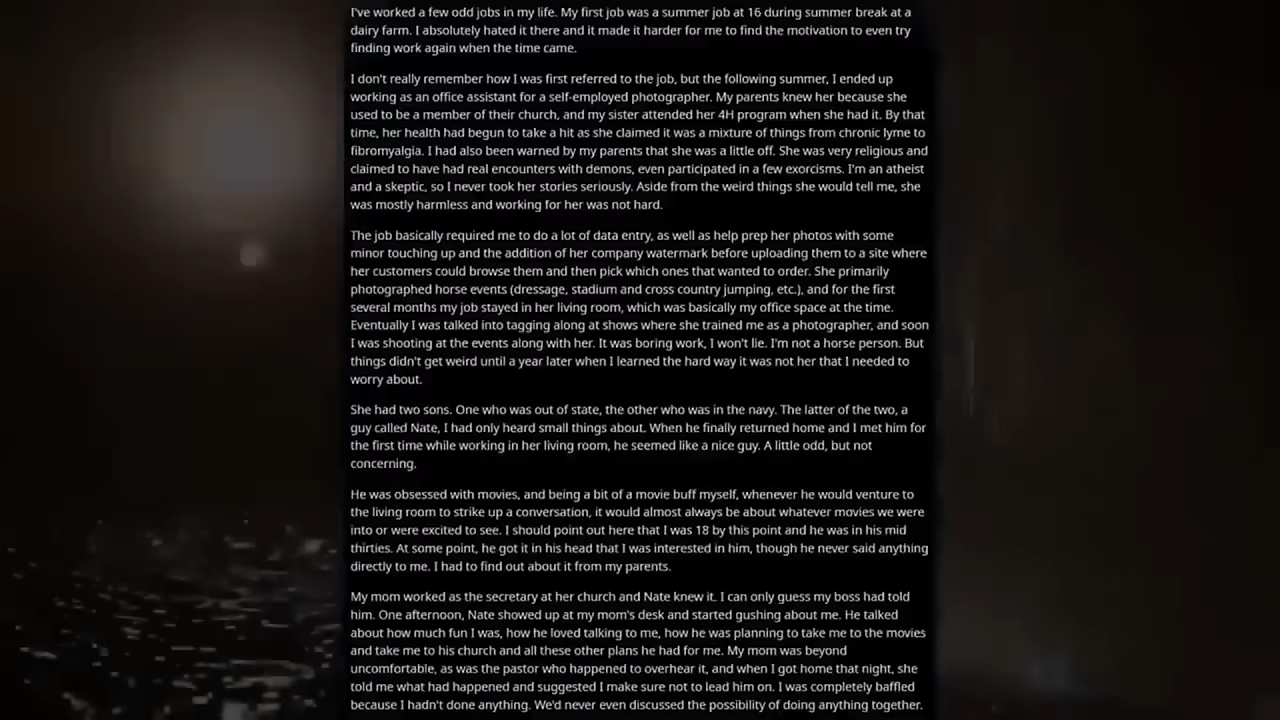 I've worked a few odd jobs in my life. My first job was a summer job at 16 during summer break at a
dairy farm. I absolutely hated it there and it made it harder for me to find the motivation to even try
finding work again when the time came.
I don't really remember how I was first referred to the job, but the following summer, I ended up
working as an office assistant for a self-employed photographer. My parents knew her because she
used to be a member of their church, and my sister attended her 4H program when she had it. By that
time, her health had begun to take a hit as she claimed it was a mixture of things from chronic lyme to
fibromyalgia. I had also been warned by my parents that she was a little off. She was very religious and
claimed to have had real encounters with demons, even participated in a few exorcisms. I'm an atheist
and a skeptic, so I never took her stories seriously. Aside from the weird things she would tell me, she
was mostly harmless and working for her was not hard.
The job basically required me to do a lot of data entry, as well as help prep her photos with some
minor touching up and the addition of her company watermark before uploading them to a site where
her customers could browse them and then pick which ones that wanted to order. She primarily
photographed horse events (dressage, stadium and cross country jumping, etc.), and for the first
several months my job stayed in her living room, which was basically my office space at the time.
Eventually I was talked into tagging along at shows where she trained me as a photographer, and soon
I was shooting at the events along with her. It was boring work, I won't lie. I'm not a horse person. But
things didn't get weird until a year later when I learned the hard way it was not her that I needed to
worry about.
She had two sons. One who was out of state, the other who was in the navy. The latter of the two, a
guy called Nate, I had only heard small things about. When he finally returned home and I met him for
the first time while working in her living room, he seemed like a nice guy. A little odd, but not
concerning.
He was obsessed with movies, and being a bit of a movie buff myself, whenever he would venture to
the living room to strike up a conversation, it would almost always be about whatever movies we were
into or were excited to see. I should point out here that I was 18 by this point and he was in his mid
thirties. At some point, he got it in his head that I was interested in him, though he never said anything
directly to me. I had to find out about it from my parents.
My mom worked as the secretary at her church and Nate knew it. I can only guess my boss had told
him. One afternoon, Nate showed up at my mom's desk and started gushing about me. He talked
about how much fun I was, how he loved talking to me, how he was planning to take me to the movies
and take me to his church and all these other plans he had for me. My mom was beyond
uncomfortable, as was the pastor who happened to overhear it, and when I got home that night, she
told me what had happened and suggested I make sure not to lead him on. I was completely baffled
because I hadn't done anything. We'd never even discussed the possibility of doing anything together.